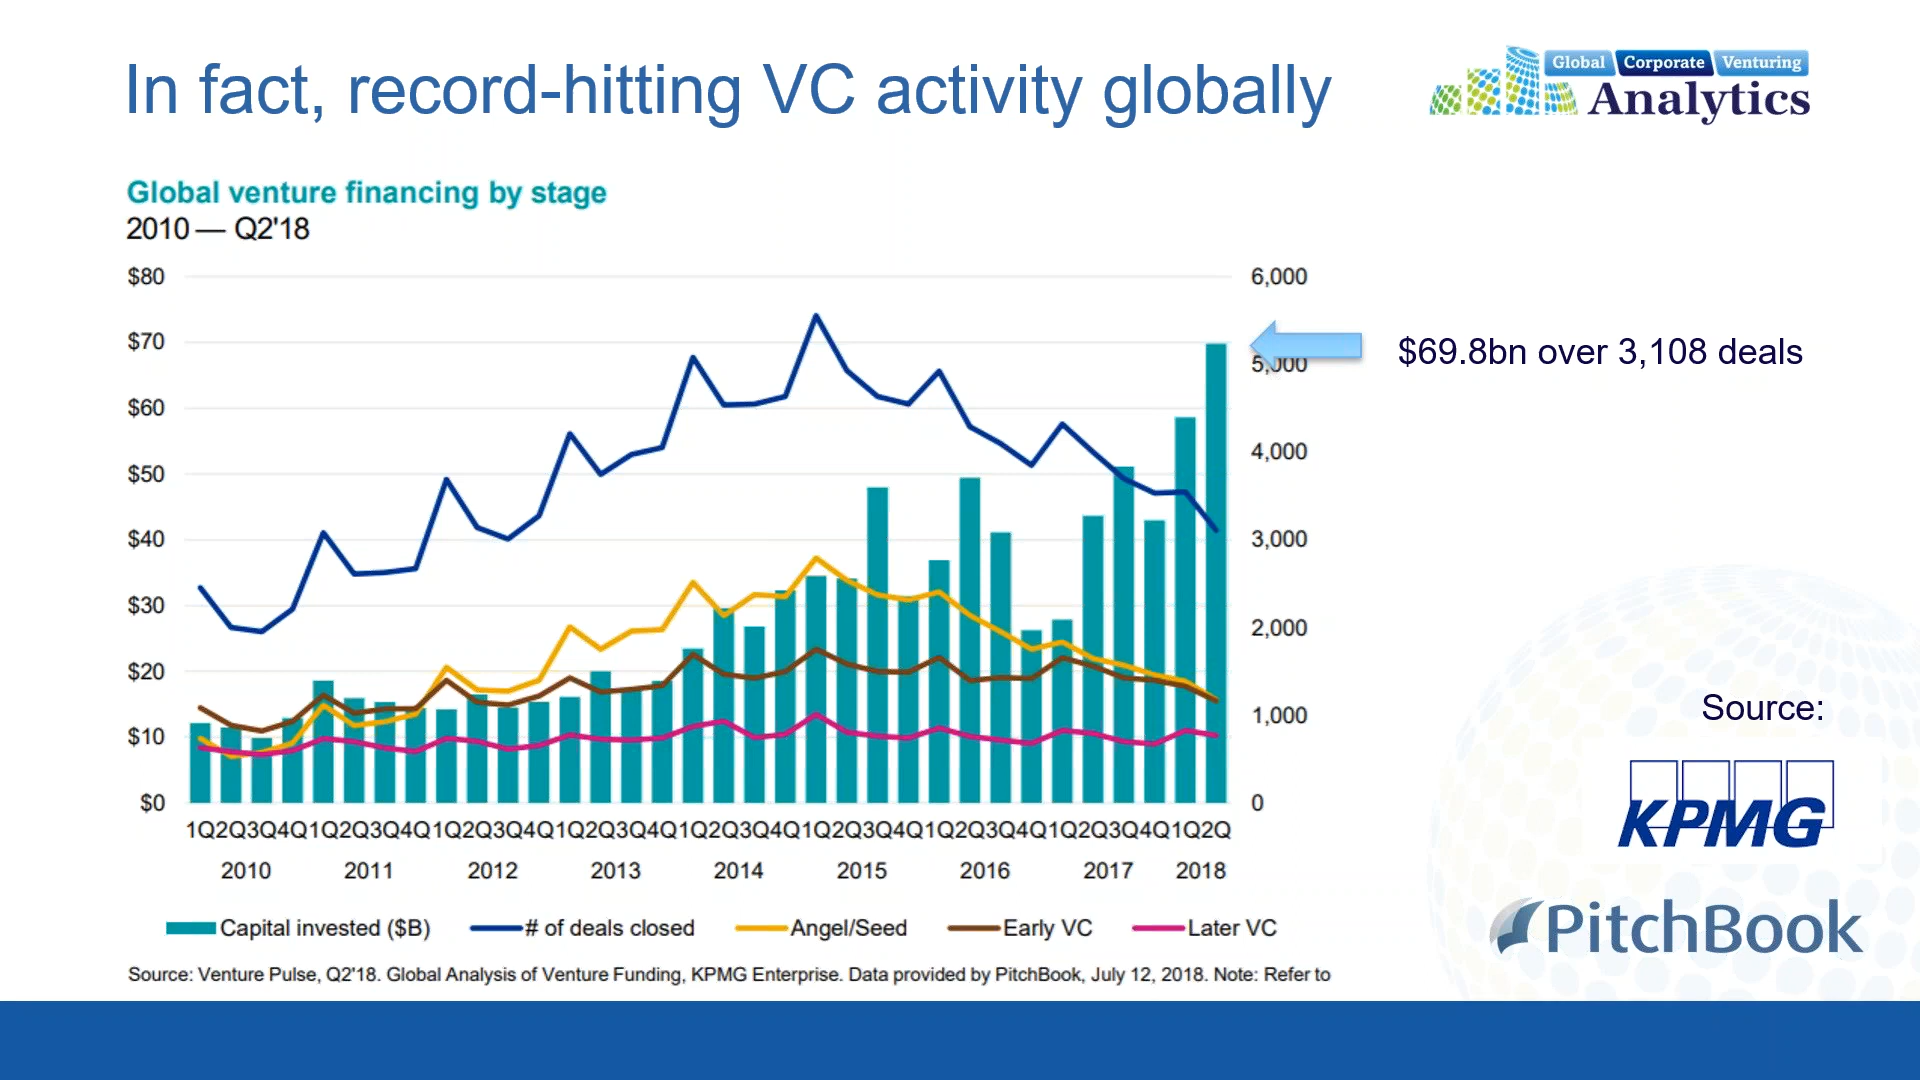 In fact, record-hitting VC activity globally
Global Corporate Venturing
Analytics
Global venture financing by stage
2010 — Q2'18
$80
$70
$60
$50
$40
$30
$20
$10
$0
6,000
5,000
4,000
3,000
2,000
1,000
0
$69.8bn over 3,108 deals
1Q2Q3Q4Q1Q2Q3Q4Q1Q2Q3Q4Q1Q2Q3Q4Q1Q2Q3Q4Q1Q2Q3Q4Q1Q2Q3Q4Q1Q2Q3Q4Q1Q2Q
2010 2011 2012 2013 2014 2015 2016 2017 2018
Capital invested ($B) # of deals closed Angel/Seed Early VC Later VC
Source: Venture Pulse, Q2'18. Global Analysis of Venture Funding, KPMG Enterprise. Data provided by PitchBook, July 12, 2018. Note: Refer to
Source:
KPMG
PitchBook